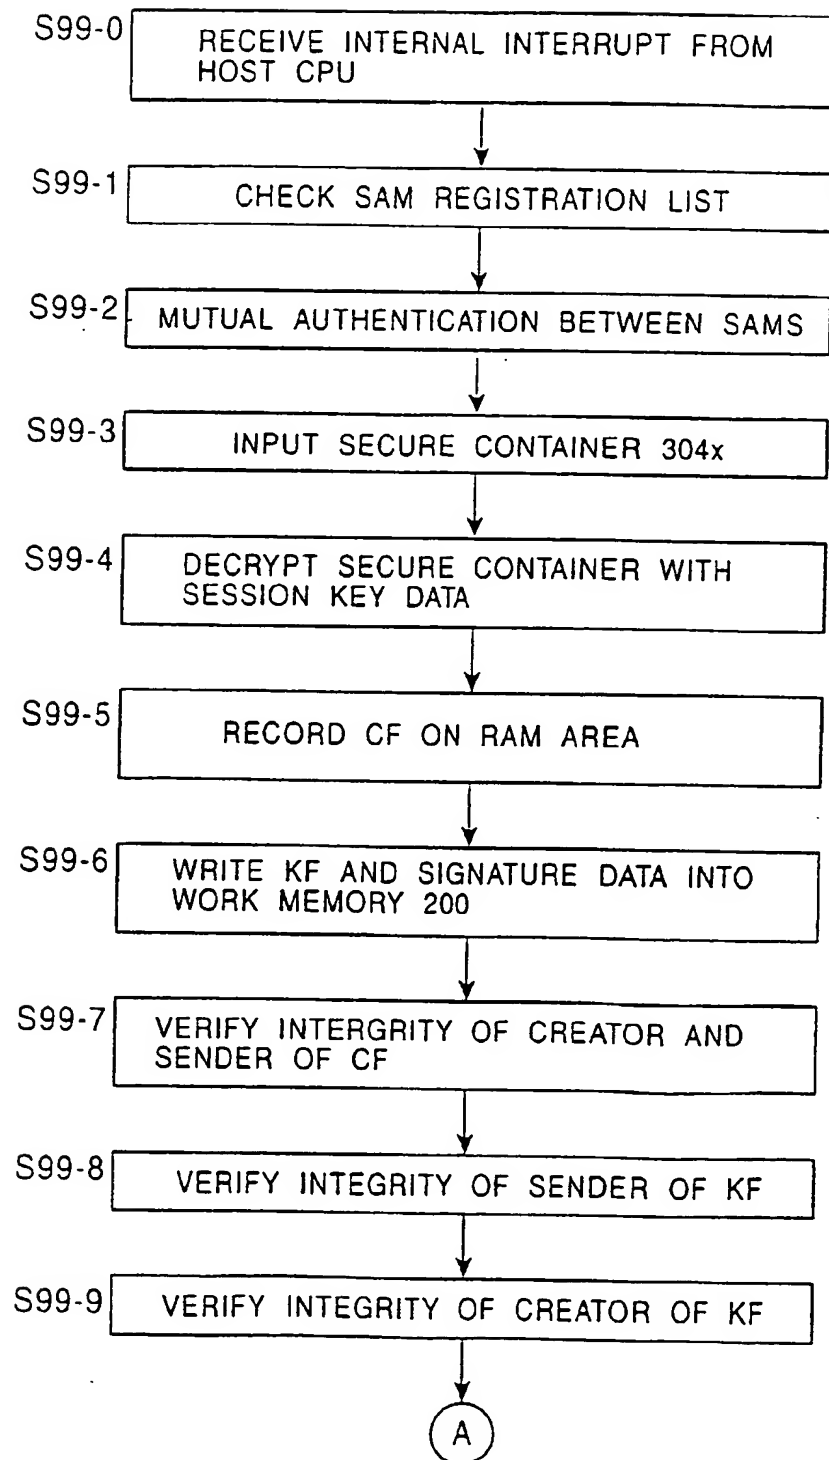 S99-0
RECEIVE INTERNAL INTERRUPT FROM
HOST CPU
S99-1
CHECK SAM REGISTRATION LIST
S99-2
MUTUAL AUTHENTICATION BETWEEN SAMS
S99-3
INPUT SECURE CONTAINER 304x
S99-4
DECRYPT SECURE CONTAINER WITH
SESSION KEY DATA
S99-5
RECORD CF ON RAM AREA
S99-6
WRITE KF AND SIGNATURE DATA INTO
WORK MEMORY 200
S99-7
VERIFY INTERGRITY OF CREATOR AND
SENDER OF CF
S99-8
VERIFY INTEGRITY OF SENDER OF KF
S99-9
VERIFY INTEGRITY OF CREATOR OF KF
A